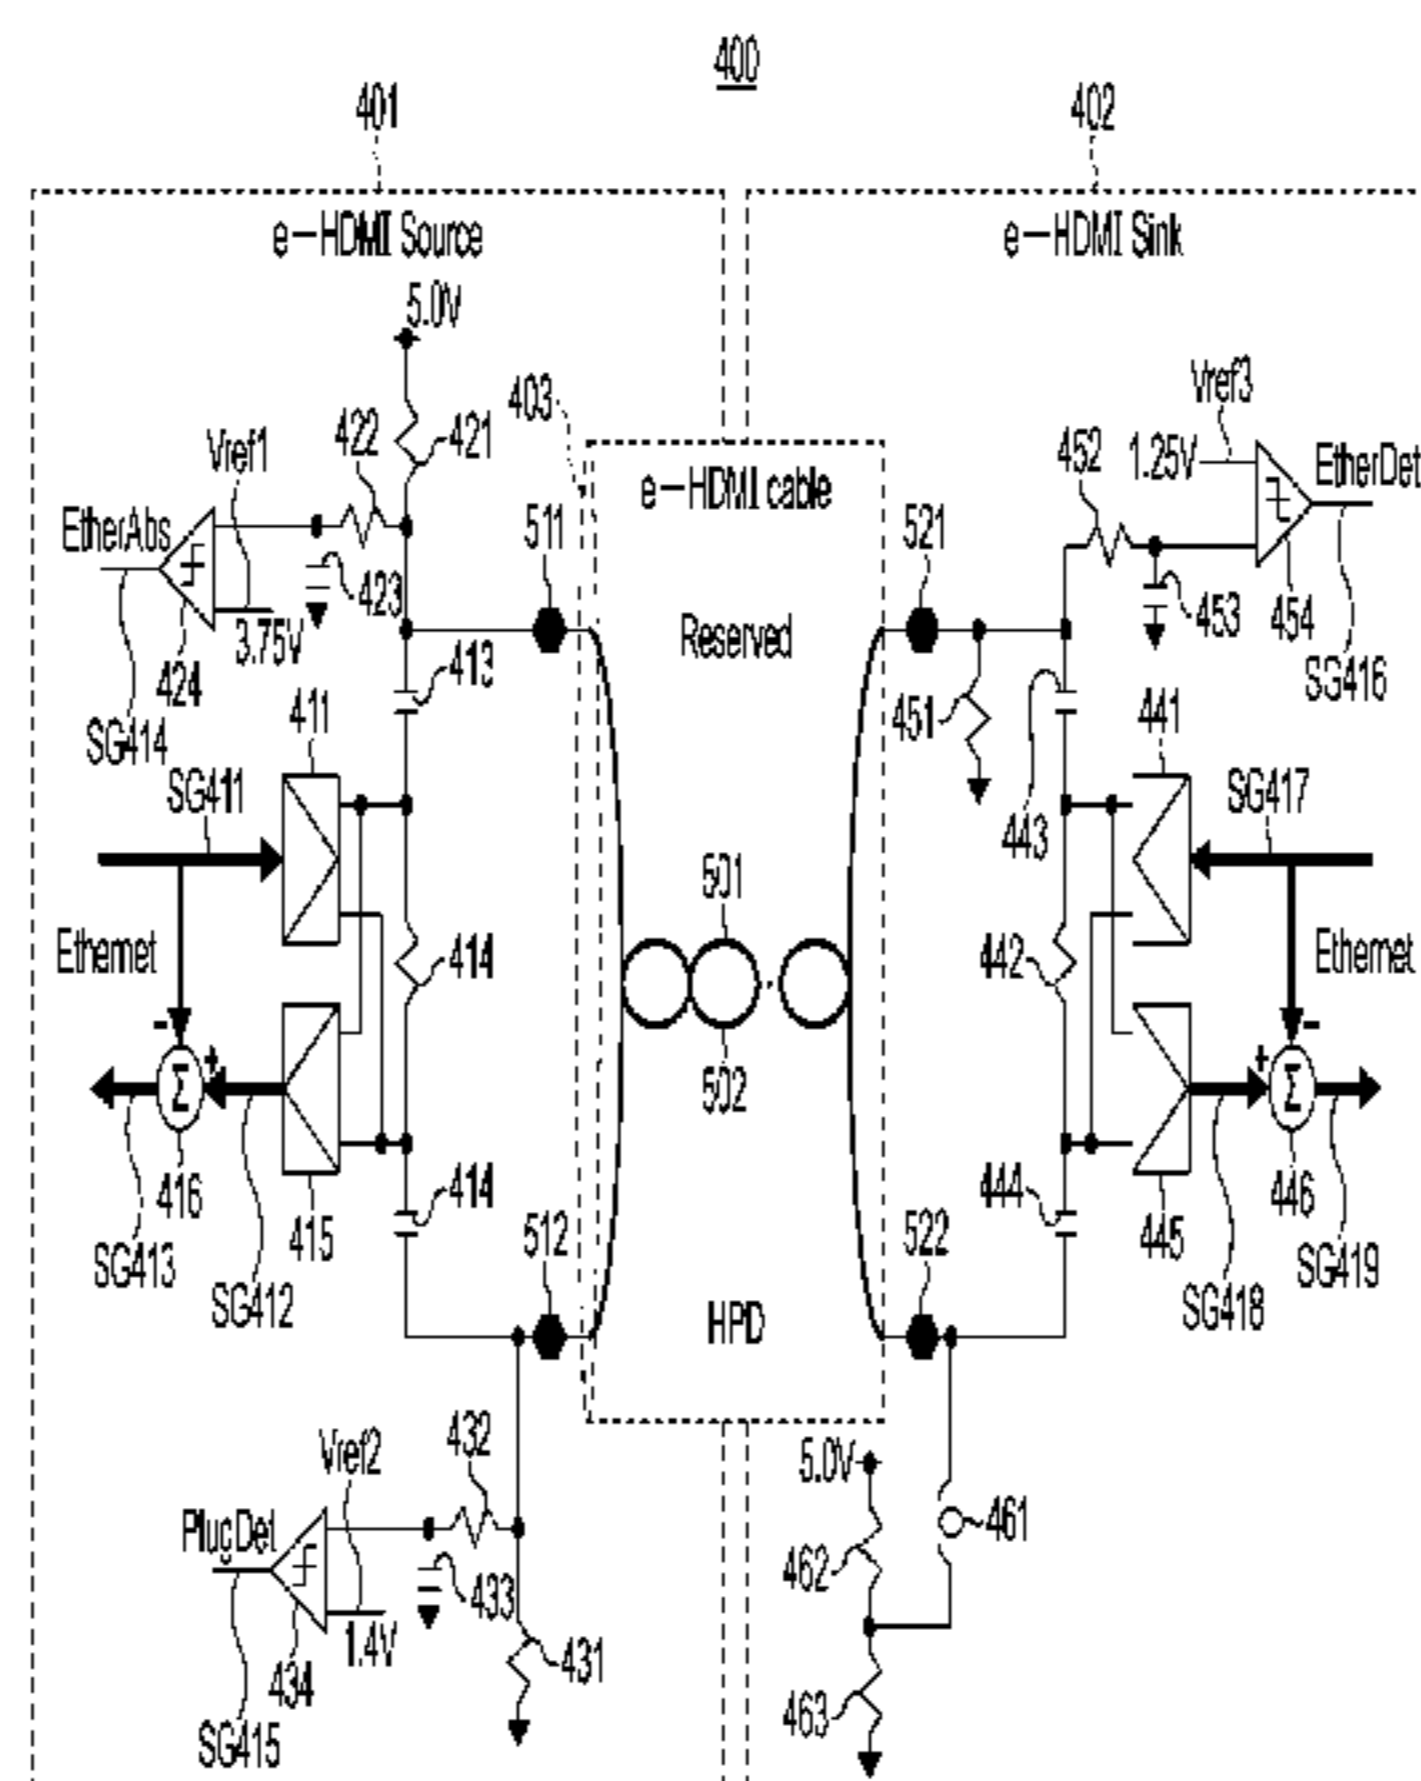 400
401
402
e-HDMI Source
e-HDMI Sink
5.0V
403
Vref3
422
421
452
1.25V
EtherDet
Vref1
e-HDMI cable
EtherAbs
511
521
423
453
454
3.75V
Reserved
SG416
424
413
451
441
SG414
411
SG411
SG417
443
501
Ethernet
414
442
Ethernet
-
-
+
Σ
502
+
Σ
416
414
444
446
415
512
522
445
SG413
SG419
SG412
SG418
HPD
432
Vref2
5.0V
PlugDet
461
462
433
1.4V
431
434
463
SG415